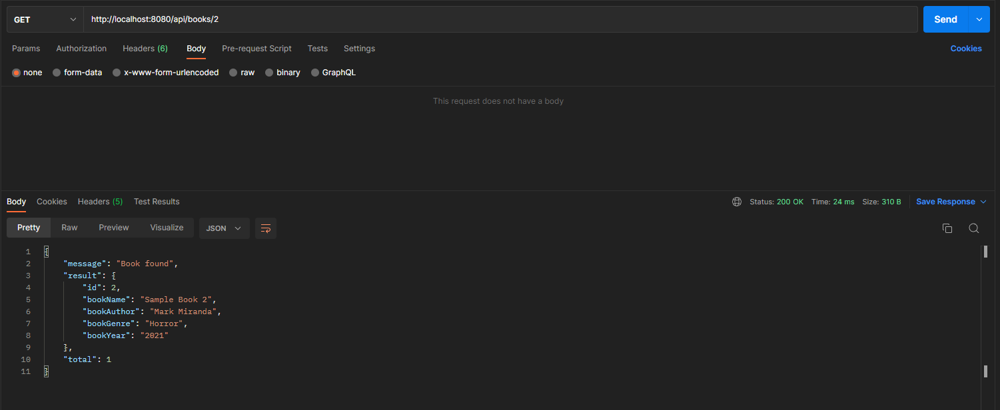 GET http://localhost:8080/api/books/2 Send
Params Authorization Headers (6) Body Pre-request Script Tests Settings Cookies
none form-data x-www-form-urlencoded raw binary GraphQL
This request does not have a body
Body Cookies Headers (5) Test Results Status: 200 OK Time: 24 ms Size: 310 B Save Response
Pretty Raw Preview Visualize JSON
1 {
2 "message": "Book found",
3 "result": {
4 "id": 2,
5 "bookName": "Sample Book 2",
6 "bookAuthor": "Mark Miranda",
7 "bookGenre": "Horror",
8 "bookYear": "2021"
9 },
10 "total": 1
11 }